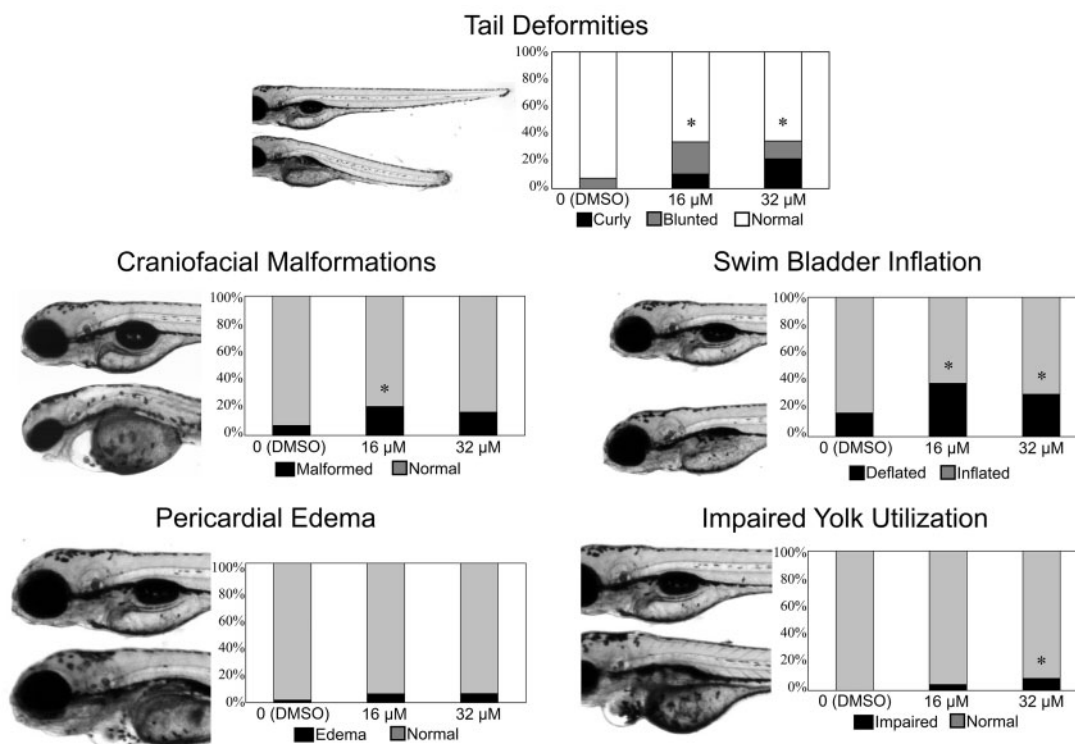 Tail Deformities
100%
80%
60%
40%
20%
0%
* *
0 (DMSO) 16 µM 32 µM
Curly Blunted Normal
Craniofacial Malformations
100%
80%
60%
40%
20%
0%
*
0 (DMSO) 16 µM 32 µM
Malformed Normal
Swim Bladder Inflation
100%
80%
60%
40%
20%
0%
* *
0 (DMSO) 16 µM 32 µM
Deflated Inflated
Pericardial Edema
100%
80%
60%
40%
20%
0%
0 (DMSO) 16 µM 32 µM
Edema Normal
Impaired Yolk Utilization
100%
80%
60%
40%
20%
0%
*
0 (DMSO) 16 µM 32 µM
Impaired Normal